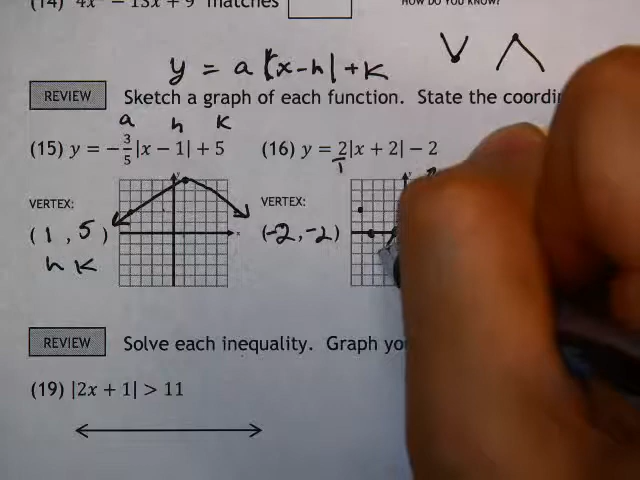 (14) 4x² − 13x + 9 matches
HOW DO YOU KNOW?
y = a|x-h|+k
REVIEW Sketch a graph of each function. State the
a h k
(15) y = −3/5|x − 1| + 5 (16) y = 2|x + 2| − 2
1
VERTEX: VERTEX:
(1, 5) (-2, -2)
h k
REVIEW Solve each inequality. Graph
(19) |2x + 1| > 11